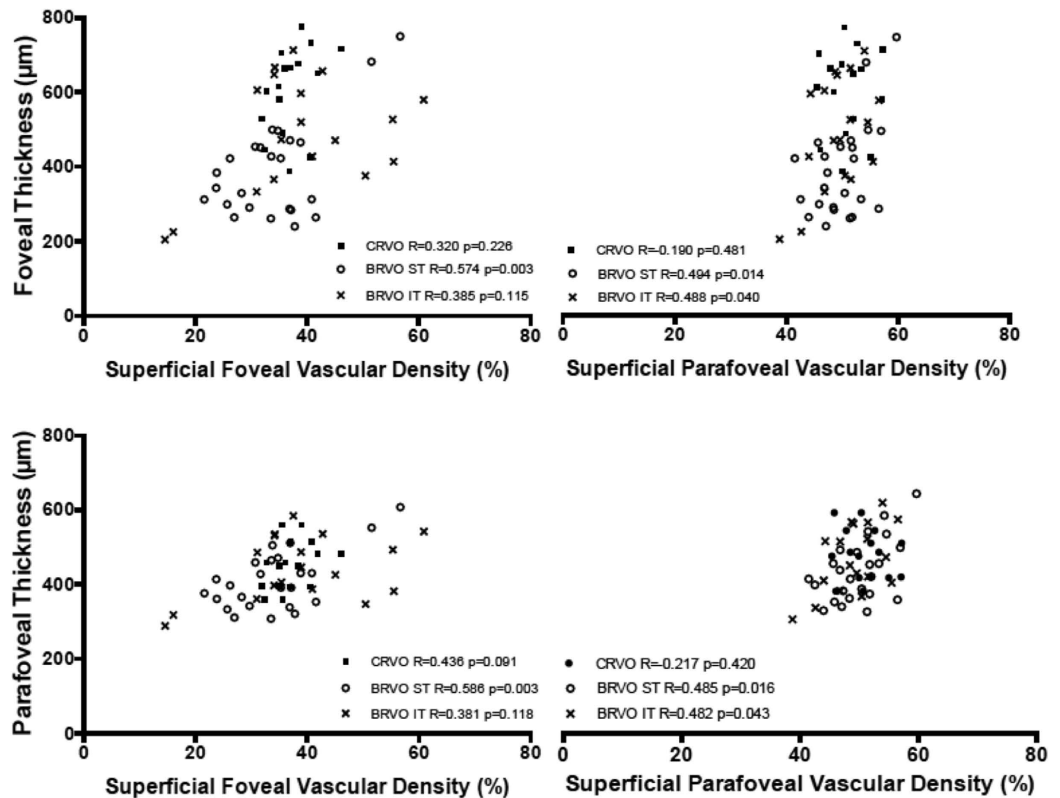 800
600
400
200
0
Foveal Thickness (μm)
CRVO R=0.320 p=0.226
BRVO ST R=0.574 p=0.003
BRVO IT R=0.385 p=0.115
0 20 40 60 80
Superficial Foveal Vascular Density (%)
CRVO R=-0.190 p=0.481
BRVO ST R=0.494 p=0.014
BRVO IT R=0.488 p=0.040
0 20 40 60 80
Superficial Parafoveal Vascular Density (%)
800
600
400
200
0
Parafoveal Thickness (μm)
CRVO R=0.436 p=0.091
BRVO ST R=0.586 p=0.003
BRVO IT R=0.381 p=0.118
0 20 40 60 80
Superficial Foveal Vascular Density (%)
CRVO R=-0.217 p=0.420
BRVO ST R=0.485 p=0.016
BRVO IT R=0.482 p=0.043
0 20 40 60 80
Superficial Parafoveal Vascular Density (%)